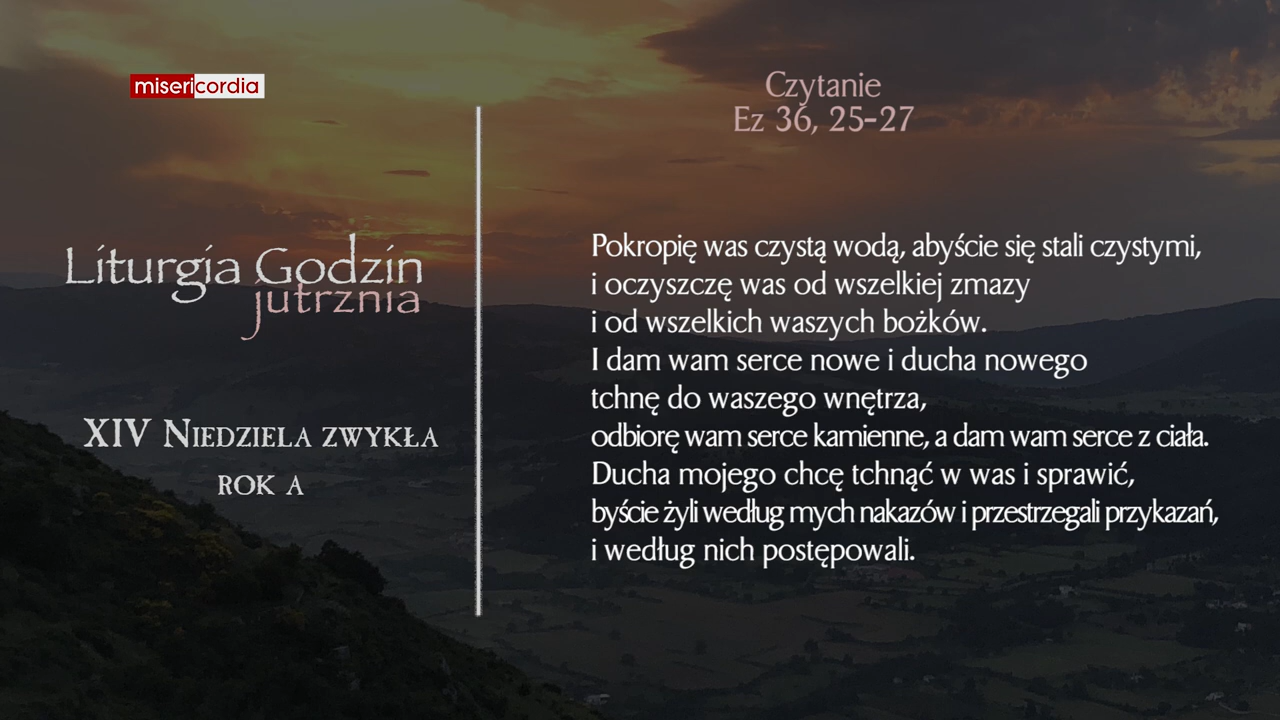 misericordia
Liturgia Godzin
jutrznia
XIV Niedziela zwykła
rok A
Czytanie
Ez 36, 25-27
Pokropię was czystą wodą, abyście się stali czystymi,
i oczyszczę was od wszelkiej zmazy
i od wszelkich waszych bożków.
I dam wam serce nowe i ducha nowego
tchnę do waszego wnętrza,
odbiorę wam serce kamienne, a dam wam serce z ciała.
Ducha mojego chcę tchnąć w was i sprawić,
byście żyli według mych nakazów i przestrzegali przykazań,
i według nich postępowali.